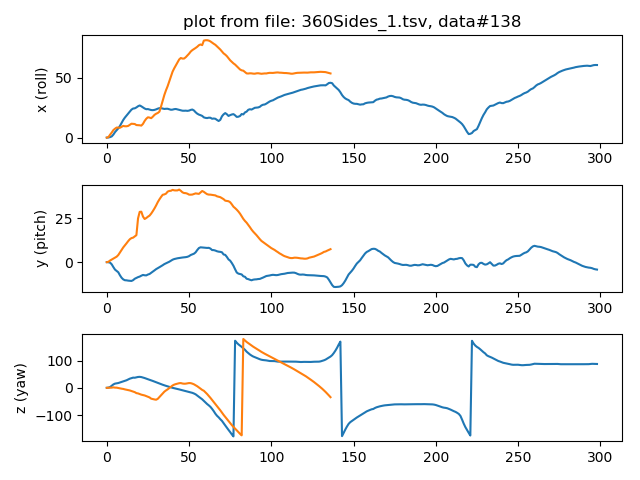 plot from file: 360Sides_1.tsv, data#138
x (roll)
50
0
0 50 100 150 200 250 300
y (pitch)
25
0
0 50 100 150 200 250 300
z (yaw)
100
0
−100
0 50 100 150 200 250 300